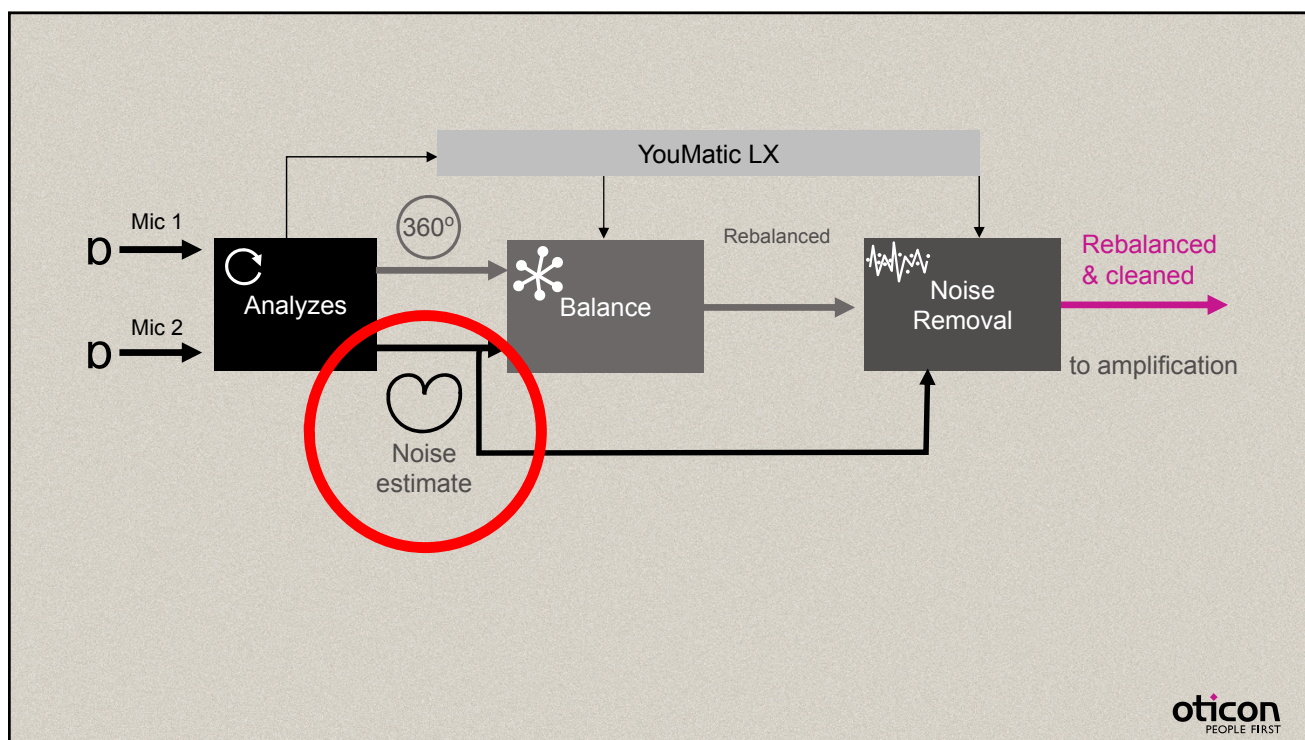 YouMatic LX
Mic 1
360º
Rebalanced
Rebalanced
& cleaned
Analyzes
Balance
Noise
Removal
Mic 2
to amplification
Noise
estimate
oticon
PEOPLE FIRST